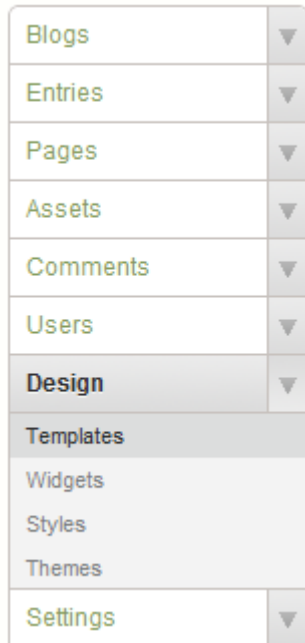 Blogs
Entries
Pages
Assets
Comments
Users
Design
Templates
Widgets
Styles
Themes
Settings